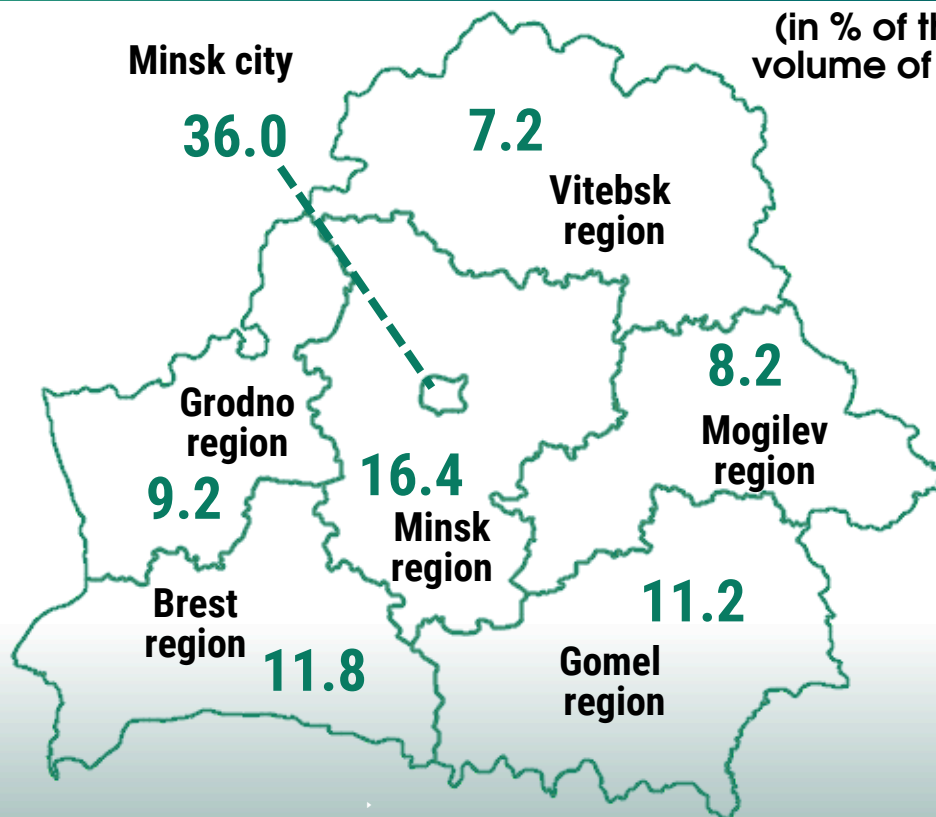 (in % of th
volume of
Minsk city
36.0
7.2
Vitebsk
region
8.2
Mogilev
region
Grodno
region
9.2
16.4
Minsk
region
Brest
region
11.8
11.2
Gomel
region